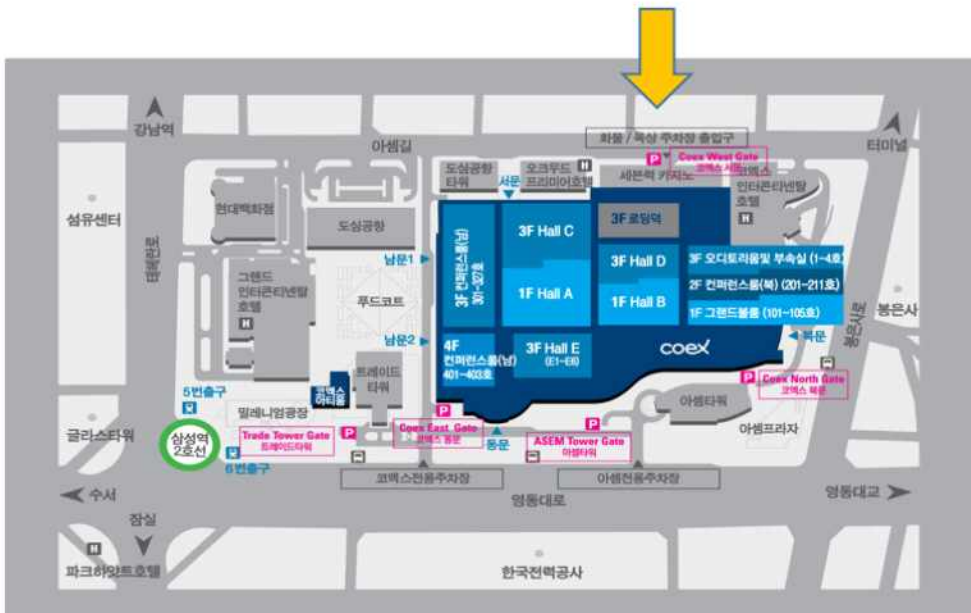 강남역
아셈길
화물 / 옥상 주차장 출입구
터미널
P
Coex West Gate
코엑스 서문
도심공항
타워
서문
오크우드
프리미어호텔
H
세븐럭 카지노
코엑스
인터콘티넨탈
호텔
H
섬유센터
현대백화점
테헤란로
도심공항
남문1
3F 컨퍼런스룸(남)
301-327호
3F Hall C
3F 로딩덕
3F Hall D
3F 오디토리움및 부속실 (1~4호)
2F 컨퍼런스룸(북) (201-211호)
1F Hall A
1F Hall B
1F 그랜드볼룸 (101~105호)
그랜드
인터콘티넨탈
호텔
H
푸드코트
남문2
4F
컨퍼런스룸(남)
401-403호
3F Hall E
(E1~E6)
coex
북문
봉은사로
봉은사
트레이드
타워
코엑스
아티움
P
Coex North Gate
코엑스 북문
5번출구
밀레니엄광장
아셈타워
아셈프라자
글라스타워
삼성역
2호선
Trade Tower Gate
트레이드타워
P
Coex East Gate
코엑스 동문
P
동문
ASEM Tower Gate
아셈타워
P
6번출구
코엑스전용주차장
아셈전용주차장
수서
영동대로
영동대교
잠실
H
파크하얏트호텔
한국전력공사